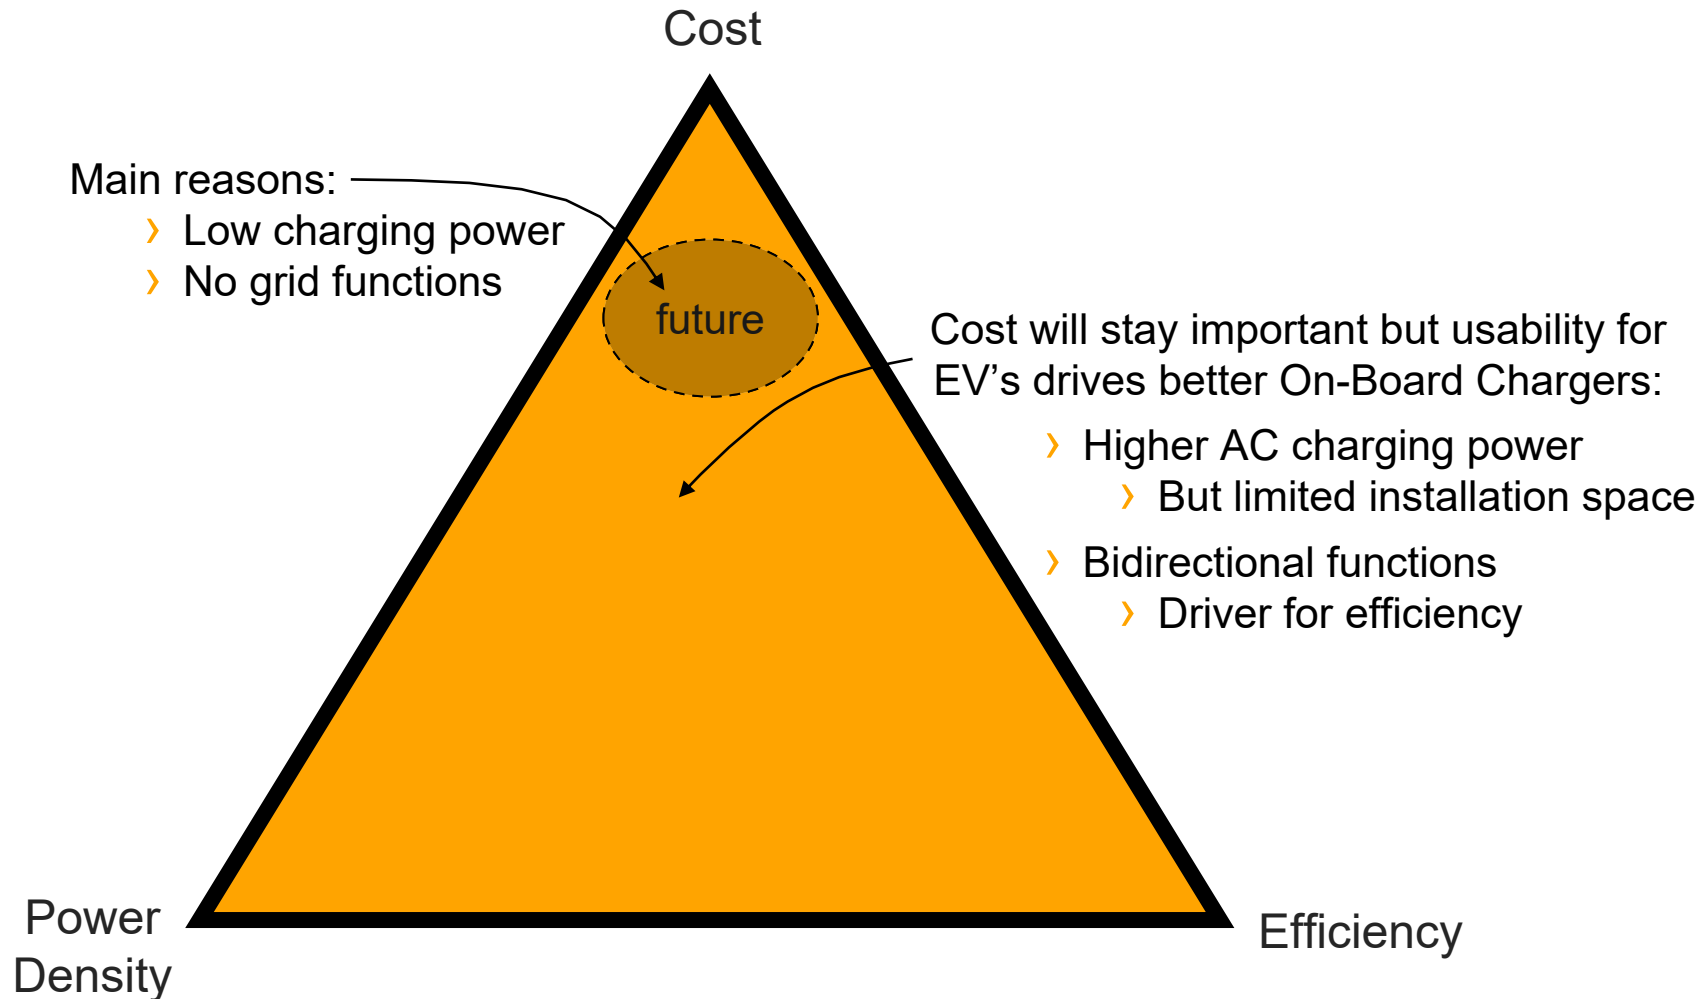 Cost
Main reasons:
› Low charging power
› No grid functions
future
Cost will stay important but usability for
EV’s drives better On-Board Chargers:
› Higher AC charging power
› But limited installation space
› Bidirectional functions
› Driver for efficiency
Power
Density
Efficiency